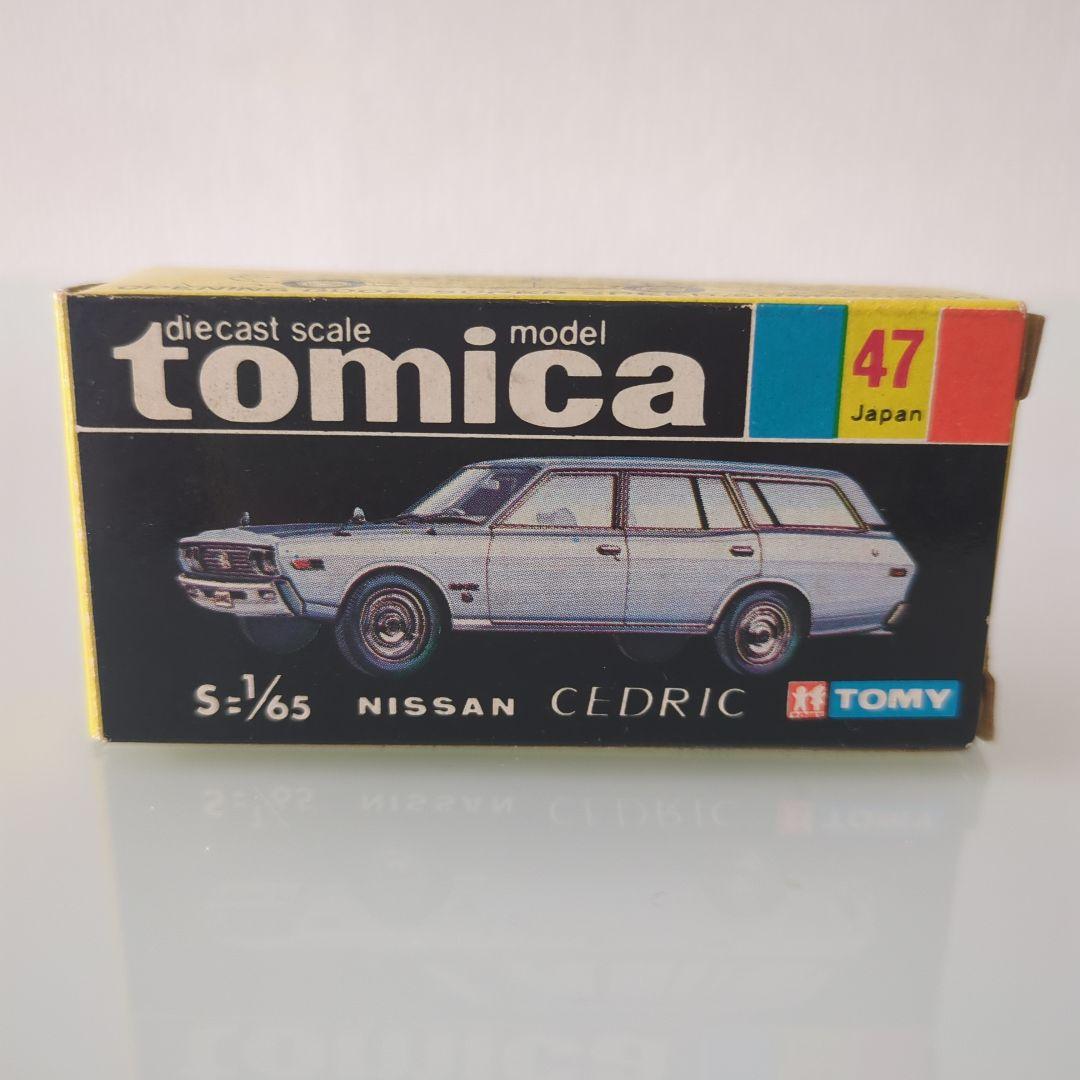 diecast scale model
tomica
47
Japan
S=1/65 NISSAN CEDRIC TOMY